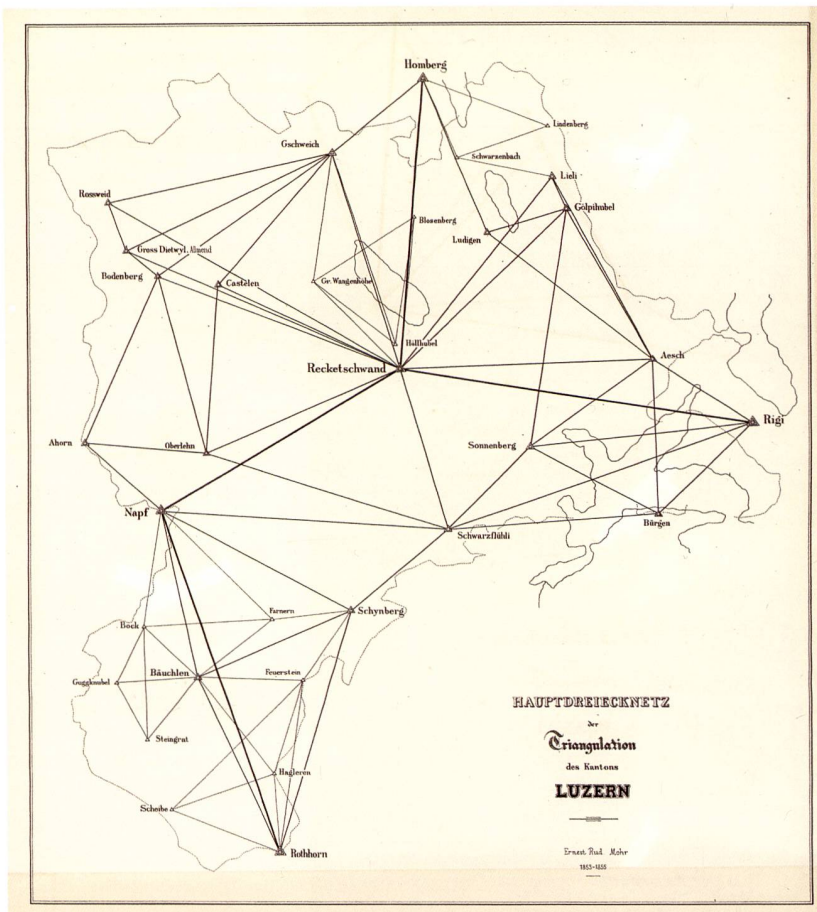 Homberg
Lindenberg
Gschweich
Schwarzenbach
Lieli
Rossweid
Golpihubel
Blosenberg
Ludigen
Gross Dietwyl. Allmend
Bodenberg
Castelen
Gr. Wangenhöhe
Höllhubel
Aesch
Recketschwand
Rigi
Ahorn
Oberlehn
Sonnenberg
Napf
Bürgen
Schwarzflühli
Farnern
Schynberg
Bock
Bäuchlen
Feuerstein
Guggknubel
Steingrat
Hagleren
Scheibe
Rothhorn
HAUPTDREIECKNETZ
der
Triangulation
des Kantons
LUZERN
Ernest Rud. Mohr
1853-1855